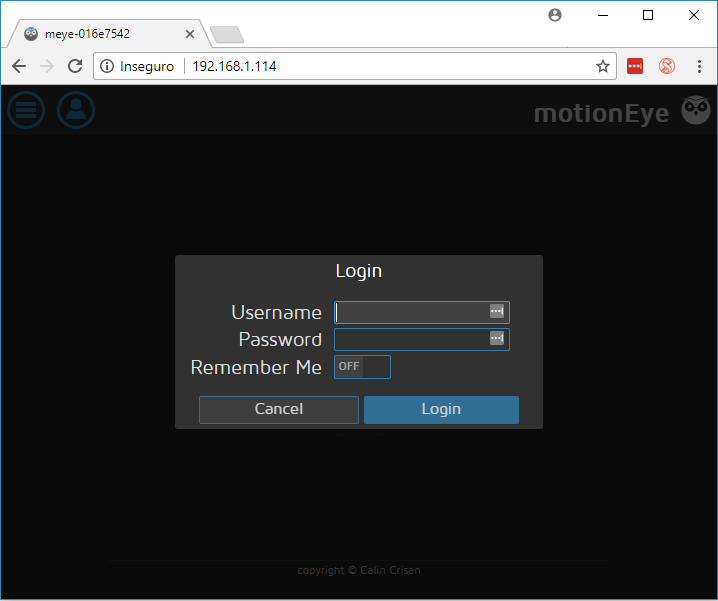 meye-016e7542
Inseguro 192.168.1.114
motionEye
Login
Username
Password
Remember Me OFF
Cancel Login
copyright © Calin Crisan